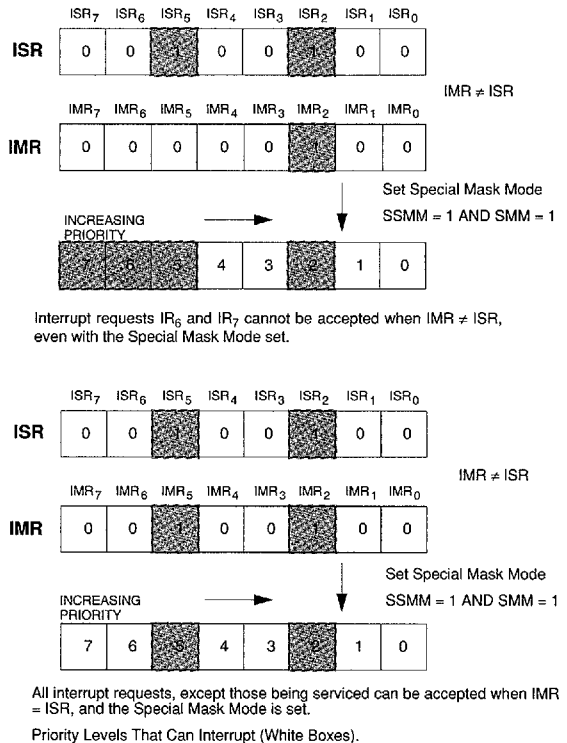 ISR7 ISR6 ISR5 ISR4 ISR3 ISR2 ISR1 ISR0
ISR 0 0 1 0 0 1 0 0
IMR ≠ ISR
IMR7 IMR6 IMR5 IMR4 IMR3 IMR2 IMR1 IMR0
IMR 0 0 0 0 0 1 0 0
Set Special Mask Mode
SSMM = 1 AND SMM = 1
INCREASING
PRIORITY
7 6 5 4 3 2 1 0
Interrupt requests IR6 and IR7 cannot be accepted when IMR ≠ ISR,
even with the Special Mask Mode set.
ISR7 ISR6 ISR5 ISR4 ISR3 ISR2 ISR1 ISR0
ISR 0 0 1 0 0 1 0 0
IMR ≠ ISR
IMR7 IMR6 IMR5 IMR4 IMR3 IMR2 IMR1 IMR0
IMR 0 0 1 0 0 1 0 0
Set Special Mask Mode
SSMM = 1 AND SMM = 1
INCREASING
PRIORITY
7 6 5 4 3 2 1 0
All interrupt requests, except those being serviced can be accepted when IMR
= ISR, and the Special Mask Mode is set.
Priority Levels That Can Interrupt (White Boxes).